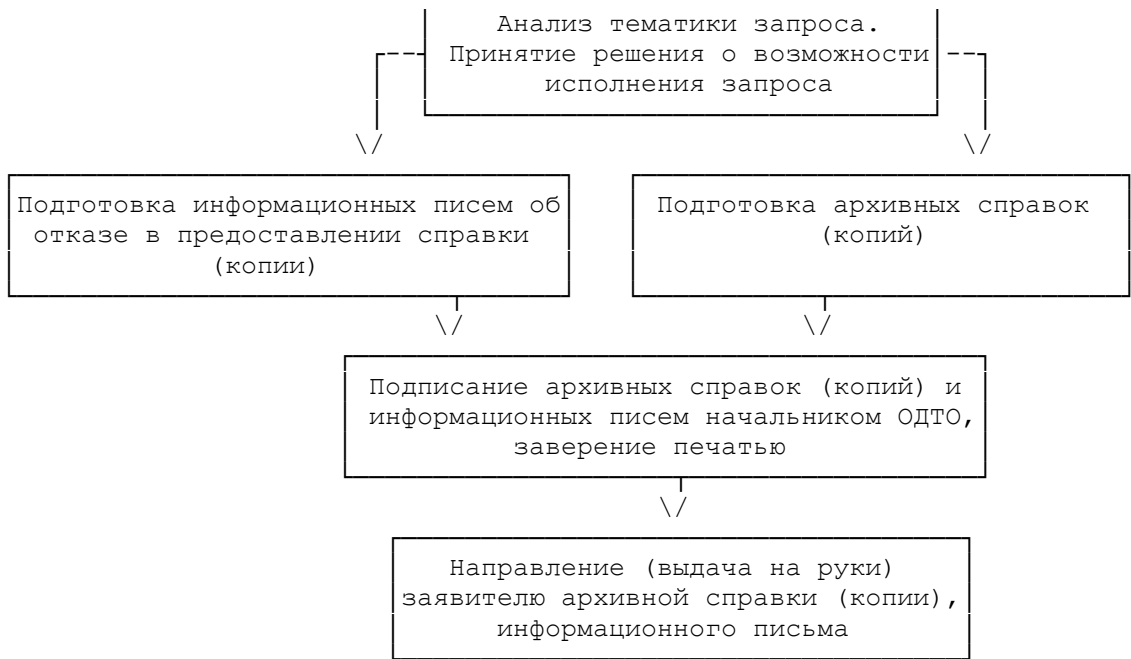 Анализ тематики запроса.
Принятие решения о возможности
исполнения запроса
Подготовка информационных писем об
отказе в предоставлении справки
(копии)
Подготовка архивных справок
(копий)
Подписание архивных справок (копий) и
информационных писем начальником ОДТО,
заверение печатью
Направление (выдача на руки)
заявителю архивной справки (копии),
информационного письма